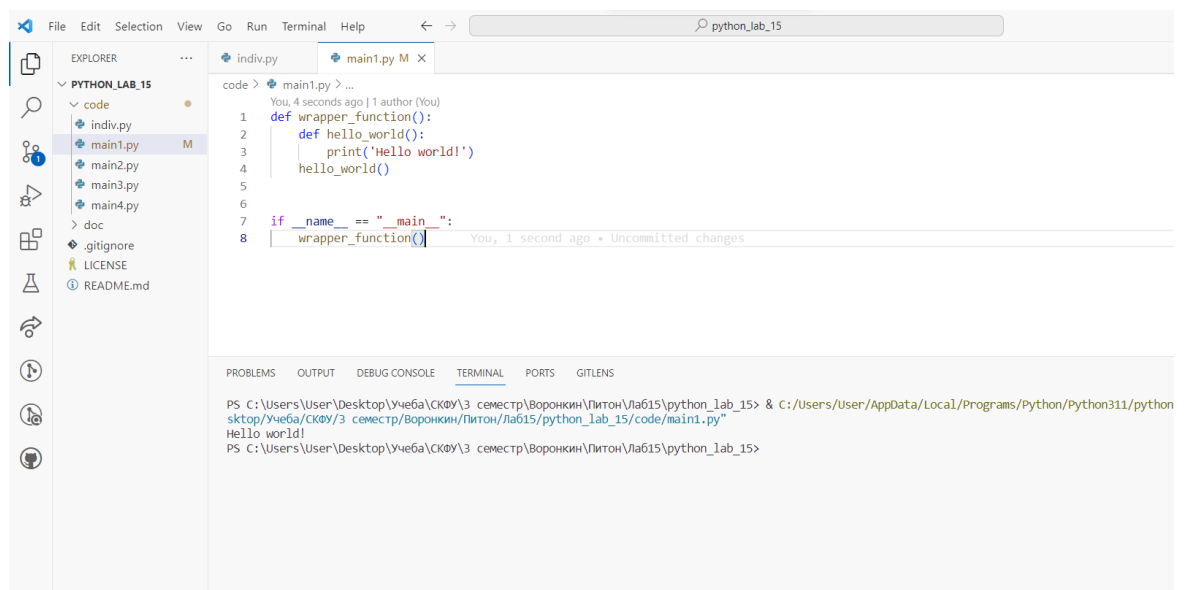 File Edit Selection View Go Run Terminal Help ← → python_lab_15
EXPLORER ...
PYTHON_LAB_15
code
indiv.py
main1.py M
main2.py
main3.py
main4.py
doc
.gitignore
LICENSE
README.md
1
indiv.py main1.py M ×
code > main1.py > ...
You, 4 seconds ago | 1 author (You)
1 def wrapper_function():
2 def hello_world():
3 print('Hello world!')
4 hello_world()
5
6
7 if __name__ == "__main__":
8 wrapper_function() You, 1 second ago • Uncommitted changes
PROBLEMS OUTPUT DEBUG CONSOLE TERMINAL PORTS GITLENS
PS C:\Users\User\Desktop\Учеба\СКФУ\3 семестр\Воронкин\Питон\Лаб15\python_lab_15> & C:/Users/User/AppData/Local/Programs/Python/Python311/python
sktop/Учеба/СКФУ/3 семестр/Воронкин/Питон/Лаб15/python_lab_15/code/main1.py"
Hello world!
PS C:\Users\User\Desktop\Учеба\СКФУ\3 семестр\Воронкин\Питон\Лаб15\python_lab_15>